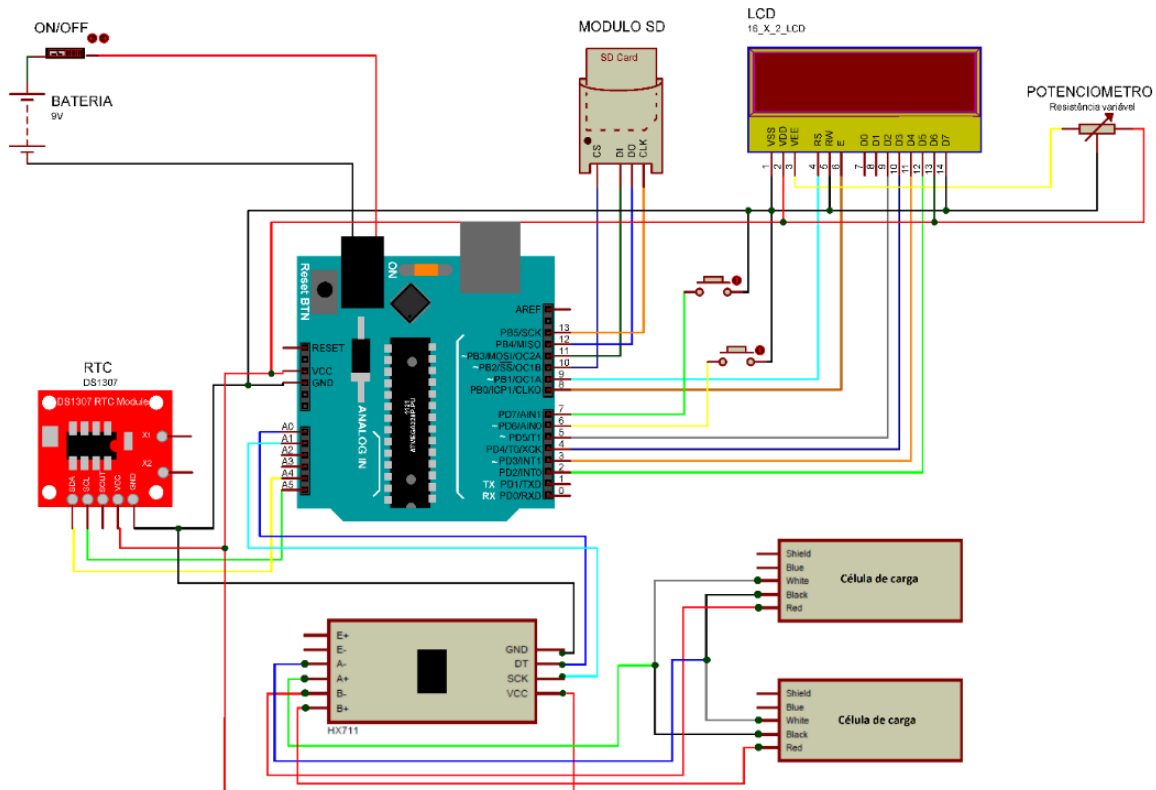 ON/OFF
BATERIA
9V
MODULO SD
SD Card
CS
DI
DO
CLK
LCD
16_X_2_LCD
VSS
VDD
VEE
RS
RW
E
D0
D1
D2
D3
D4
D5
D6
D7
1
2
3
4
5
6
7
8
9
10
11
12
13
14
POTENCIOMETRO
Resistência variável
Reset BTN
ON
RESET
VCC
GND
ANALOG IN
A0
A1
A2
A3
A4
A5
AREF
PB5/SCK 13
PB4/MISO 12
~PB3/MOSI/OC2A 11
~PB2/SS/OC1B 10
~PB1/OC1A 9
PB0/ICP1/CLKO 8
PD7/AIN1 7
~PD6/AIN0 6
~PD5/T1 5
PD4/T0/XCK 4
~PD3/INT1 3
PD2/INT0 2
TX PD1/TXD 1
RX PD0/RXD 0
RTC
DS1307
DS1307 RTC Module
X1
X2
SDA
SCL
SOUT
VCC
GND
E+
E-
A-
A+
B-
B+
GND
DT
SCK
VCC
HX711
Shield
Blue
White
Black
Red
Célula de carga
Shield
Blue
White
Black
Red
Célula de carga